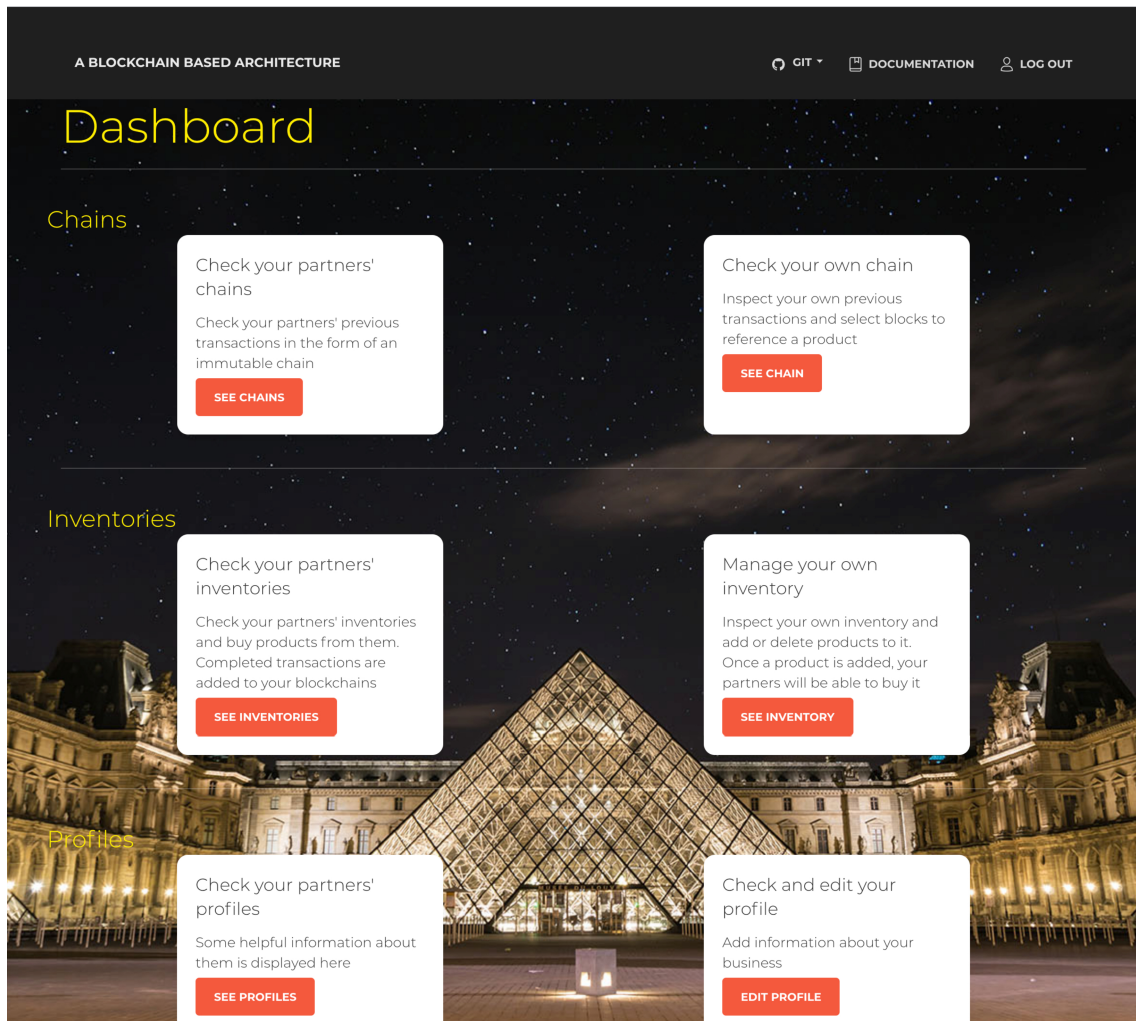 A BLOCKCHAIN BASED ARCHITECTURE
GIT
DOCUMENTATION
LOG OUT
Dashboard
Chains
Check your partners'
chains
Check your partners' previous
transactions in the form of an
immutable chain
SEE CHAINS
Check your own chain
Inspect your own previous
transactions and select blocks to
reference a product
SEE CHAIN
Inventories
Check your partners'
inventories
Check your partners' inventories
and buy products from them.
Completed transactions are
added to your blockchains
SEE INVENTORIES
Manage your own
inventory
Inspect your own inventory and
add or delete products to it.
Once a product is added, your
partners will be able to buy it
SEE INVENTORY
Profiles
Check your partners'
profiles
Some helpful information about
them is displayed here
SEE PROFILES
Check and edit your
profile
Add information about your
business
EDIT PROFILE